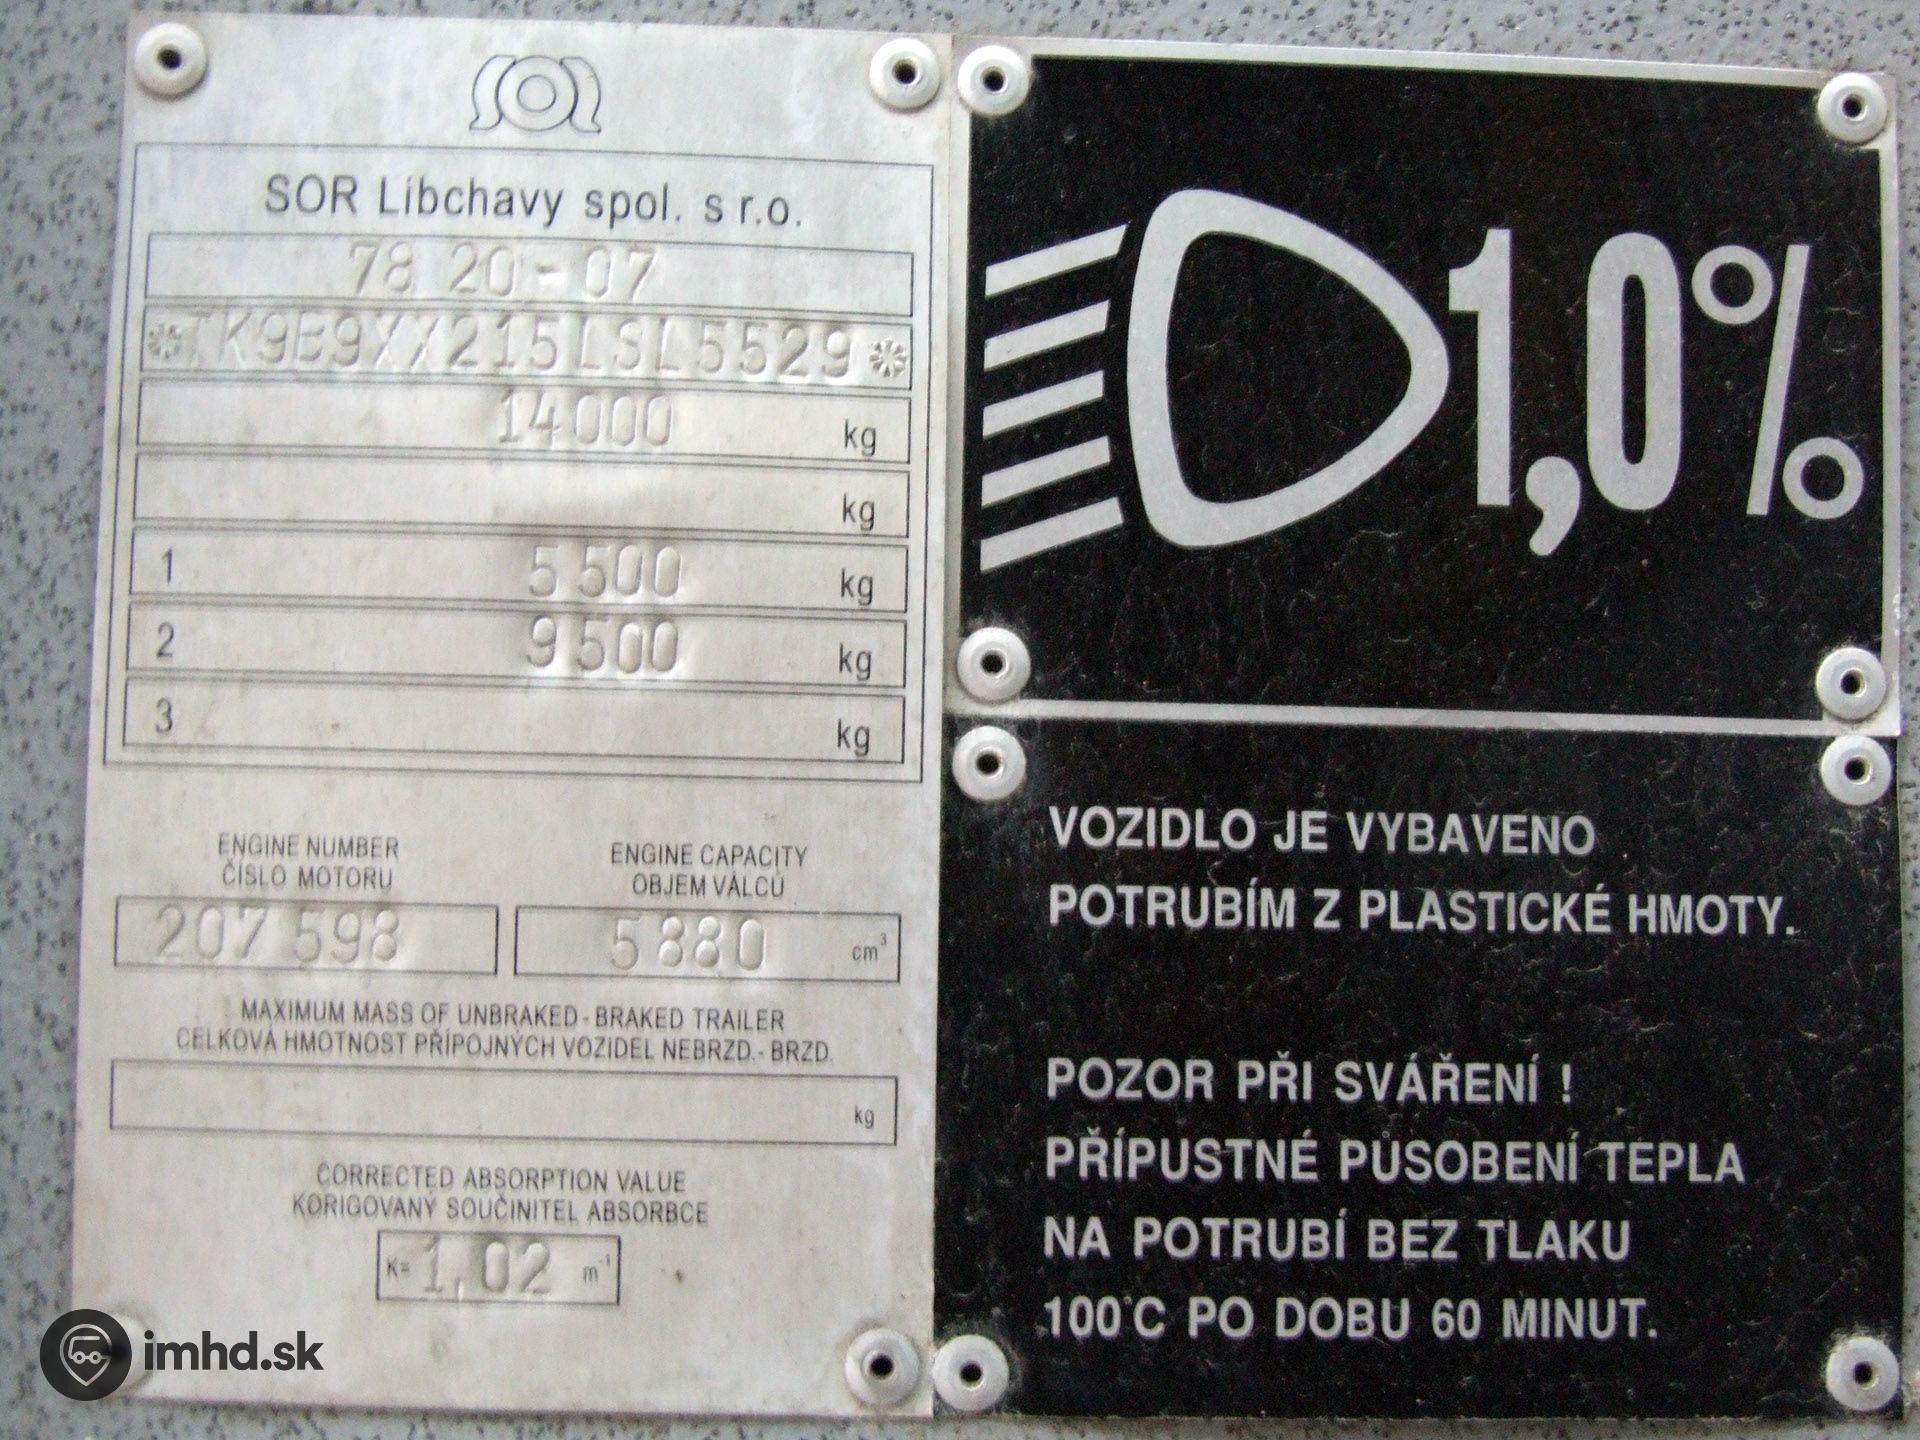 SOR
SOR Libchavy spol. s r.o.
78 20-07
*TK9B9XX215LSL5529*
14000 kg
kg
1 5500 kg
2 9500 kg
3 kg
ENGINE NUMBER
ČÍSLO MOTORU
207598
ENGINE CAPACITY
OBJEM VÁLCŮ
5880 cm³
MAXIMUM MASS OF UNBRAKED - BRAKED TRAILER
CELKOVÁ HMOTNOST PŘÍPOJNÝCH VOZIDEL NEBRZD.- BRZD.
kg
CORRECTED ABSORPTION VALUE
KORIGOVANÝ SOUČINITEL ABSORBCE
K= 1,02 m⁻¹
1,0%
VOZIDLO JE VYBAVENO
POTRUBÍM Z PLASTICKÉ HMOTY.
POZOR PŘI SVÁŘENÍ !
PŘÍPUSTNÉ PŮSOBENÍ TEPLA
NA POTRUBÍ BEZ TLAKU
100°C PO DOBU 60 MINUT.
imhd.sk